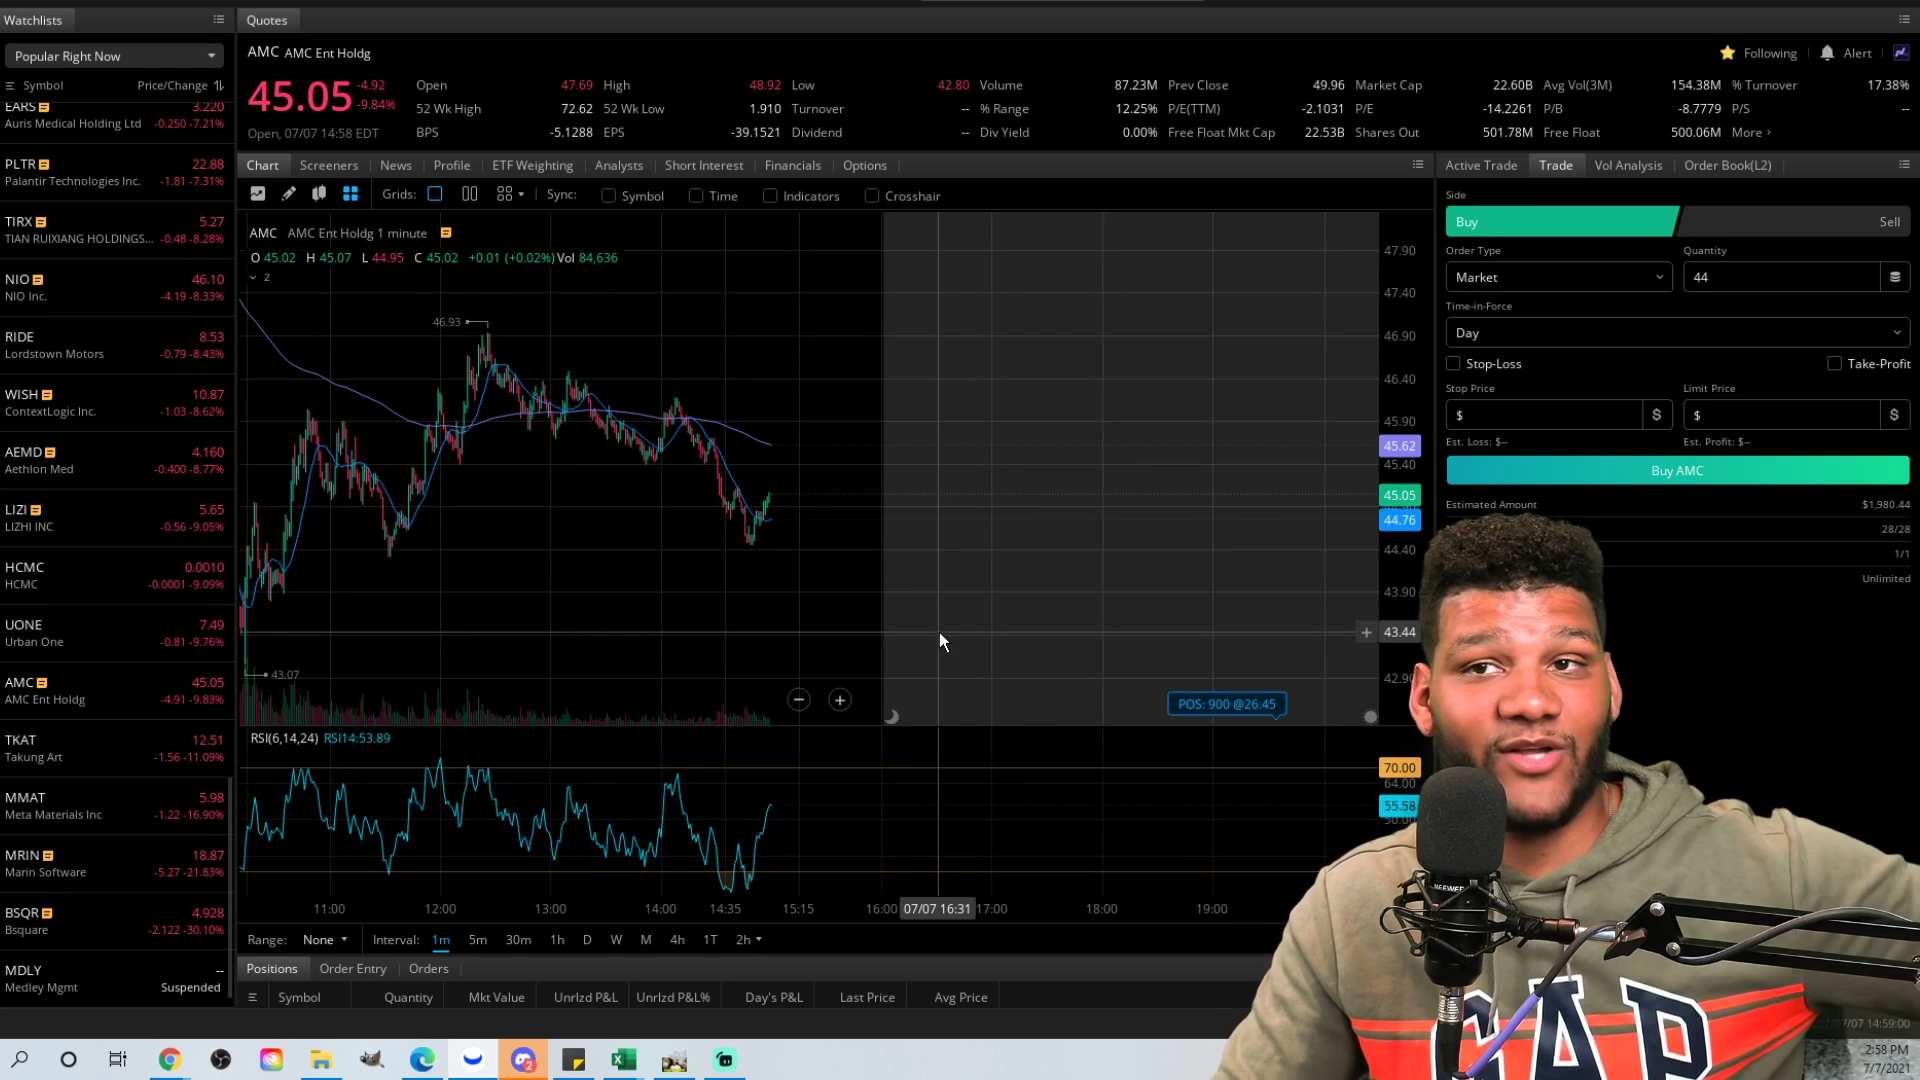 Watchlists
Popular Right Now
Symbol Price/Change
EARS 3.220
Auris Medical Holding Ltd -0.250 -7.21%
PLTR 22.88
Palantir Technologies Inc. -1.81 -7.31%
TIRX 5.27
TIAN RUIXIANG HOLDINGS... -0.48 -8.28%
NIO 46.10
NIO Inc. -4.19 -8.33%
RIDE 8.53
Lordstown Motors -0.79 -8.43%
WISH 10.87
ContextLogic Inc. -1.03 -8.62%
AEMD 4.160
Aethlon Med -0.400 -8.77%
LIZI 5.65
LIZHI INC -0.56 -9.05%
HCMC 0.0010
HCMC -0.0001 -9.09%
UONE 7.49
Urban One -0.81 -9.76%
AMC 45.05
AMC Ent Holdg -4.91 -9.83%
TKAT 12.51
Takung Art -1.56 -11.09%
MMAT 5.98
Meta Materials Inc -1.22 -16.90%
MRIN 18.87
Marin Software -5.27 -21.83%
BSQR 4.928
Bsquare -2.122 -30.10%
MDLY --
Medley Mgmt Suspended
Quotes
AMC AMC Ent Holdg Following Alert
45.05 -4.92
-9.84%
Open, 07/07 14:58 EDT
Open 47.69 High 48.92 Low 42.80 Volume 87.23M Prev Close 49.96 Market Cap 22.60B Avg Vol(3M) 154.38M % Turnover 17.38%
52 Wk High 72.62 52 Wk Low 1.910 Turnover -- % Range 12.25% P/E(TTM) -2.1031 P/E -14.2261 P/B -8.7779 P/S --
BPS -5.1288 EPS -39.1521 Dividend -- Div Yield 0.00% Free Float Mkt Cap 22.53B Shares Out 501.78M Free Float 500.06M More ›
Chart Screeners News Profile ETF Weighting Analysts Short Interest Financials Options
Grids: Sync: Symbol Time Indicators Crosshair
AMC AMC Ent Holdg 1 minute
O 45.02 H 45.07 L 44.95 C 45.02 +0.01 (+0.02%) Vol 84,636
2
46.93
43.07
POS: 900 @26.45
47.90
47.40
46.90
46.40
45.90
45.62
45.40
45.05
44.76
44.40
43.90
43.44
42.90
RSI(6,14,24) RSI14:53.89
70.00
64.00
55.58
11:00 12:00 13:00 14:00 14:35 15:15 16:00 07/07 16:31 17:00 18:00 19:00
Range: None Interval: 1m 5m 30m 1h D W M 4h 1T 2h
Positions Order Entry Orders
Symbol Quantity Mkt Value Unrlzd P&L Unrlzd P&L% Day's P&L Last Price Avg Price
Active Trade Trade Vol Analysis Order Book(L2)
Side
Buy Sell
Order Type Quantity
Market 44
Time-in-Force
Day
Stop-Loss Take-Profit
Stop Price Limit Price
$ $ $ $
Est. Loss: $-- Est. Profit: $--
Buy AMC
Estimated Amount $1,980.44
28/28
1/1
Unlimited
NEEWER
GAP
/07/07 14:59:00
2
2:58 PM
7/7/2021